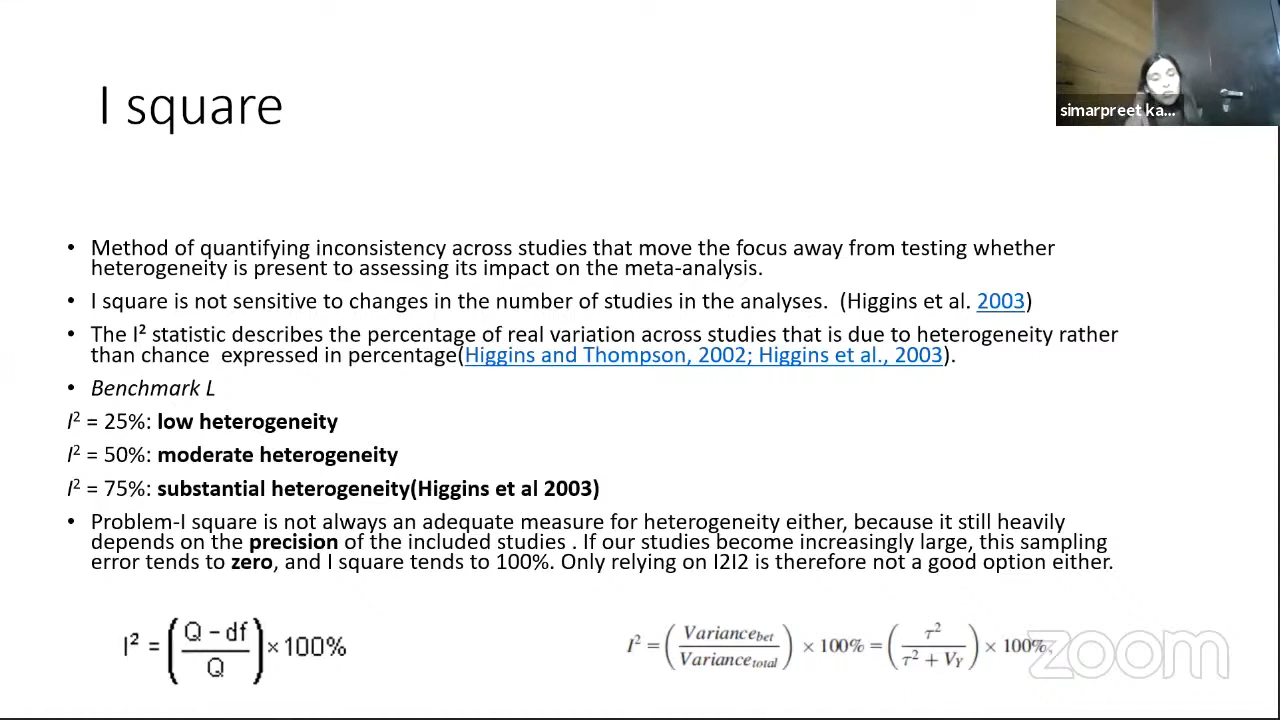 simarpreet ka...
I square
• Method of quantifying inconsistency across studies that move the focus away from testing whether
heterogeneity is present to assessing its impact on the meta-analysis.
• I square is not sensitive to changes in the number of studies in the analyses. (Higgins et al. 2003)
• The I² statistic describes the percentage of real variation across studies that is due to heterogeneity rather
than chance expressed in percentage(Higgins and Thompson, 2002; Higgins et al., 2003).
• Benchmark L
I² = 25%: low heterogeneity
I² = 50%: moderate heterogeneity
I² = 75%: substantial heterogeneity(Higgins et al 2003)
• Problem-I square is not always an adequate measure for heterogeneity either, because it still heavily
depends on the precision of the included studies . If our studies become increasingly large, this sampling
error tends to zero, and I square tends to 100%. Only relying on I2I2 is therefore not a good option either.
I² = (Q - df / Q) × 100%
I² = (Variance_bet / Variance_total) × 100% = (τ² / τ² + V_Y) × 100%,
zoom